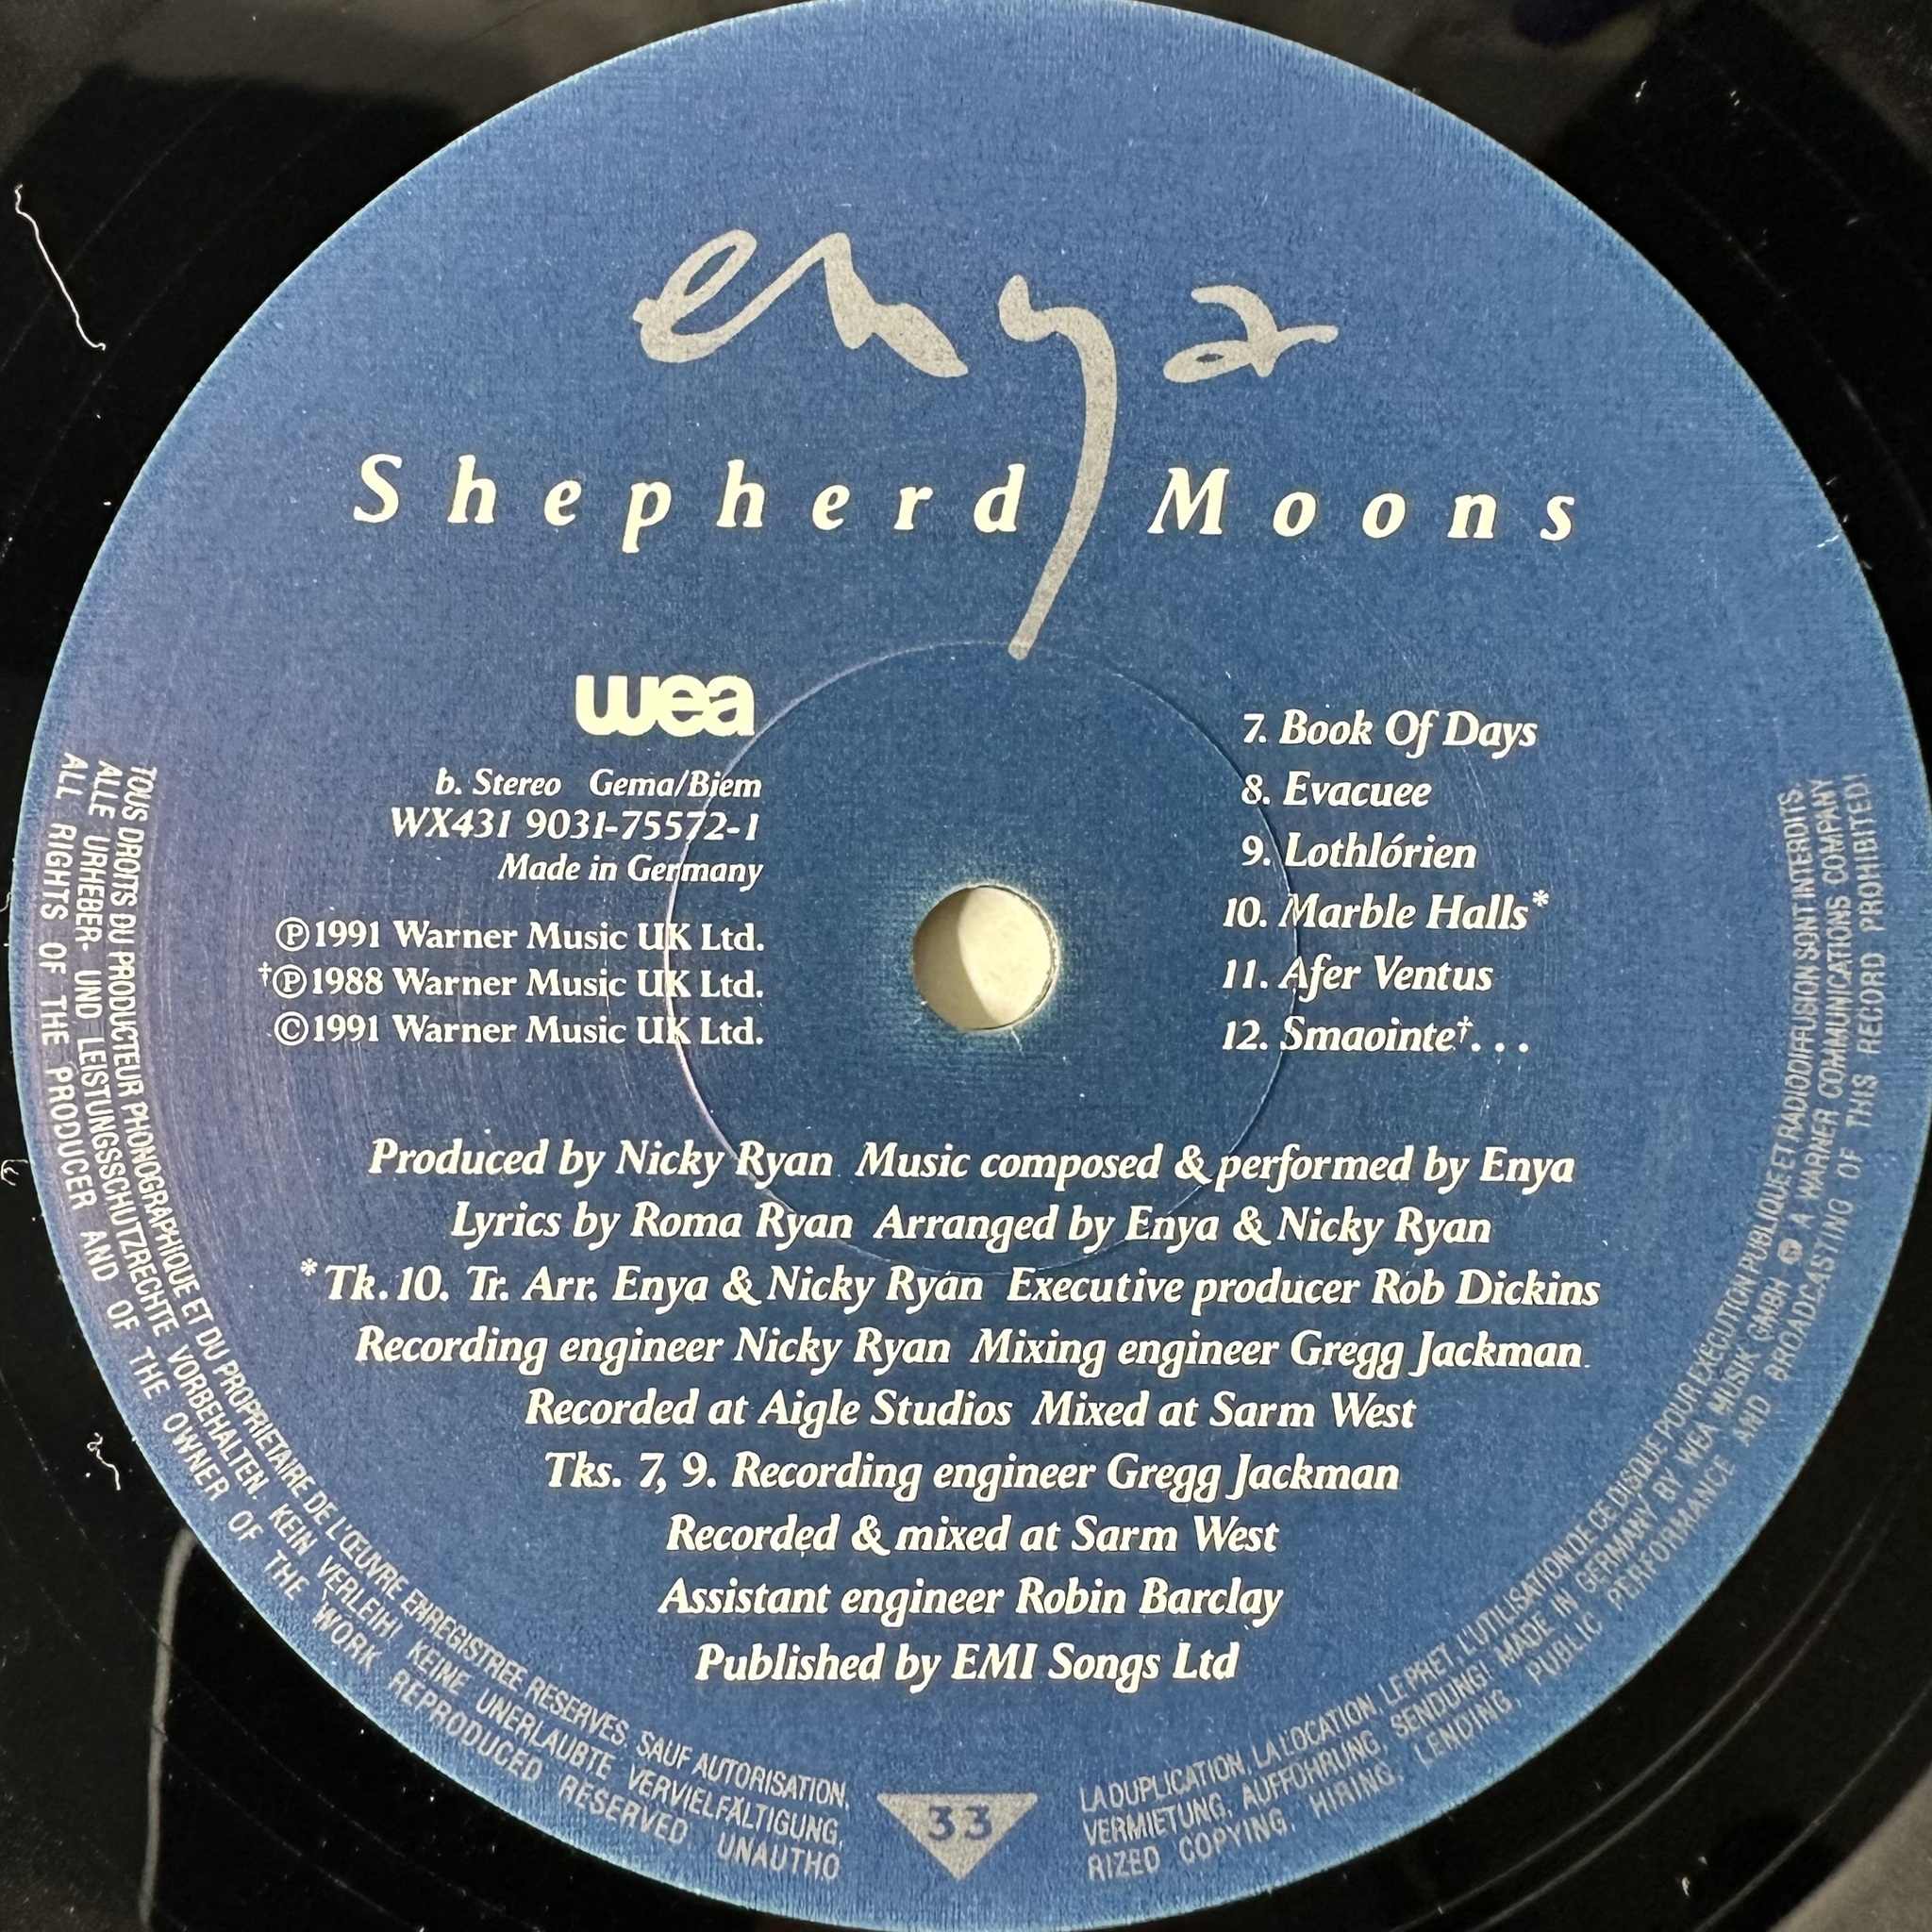 enya
Shepherd Moons
wea
b. Stereo Gema/Biem
WX431 9031-75572-1
Made in Germany
℗1991 Warner Music UK Ltd.
†℗1988 Warner Music UK Ltd.
©1991 Warner Music UK Ltd.
7. Book Of Days
8. Evacuee
9. Lothlórien
10. Marble Halls*
11. Afer Ventus
12. Smaointe†...
Produced by Nicky Ryan Music composed & performed by Enya
Lyrics by Roma Ryan Arranged by Enya & Nicky Ryan
*Tk.10. Tr. Arr. Enya & Nicky Ryan Executive producer Rob Dickins
Recording engineer Nicky Ryan Mixing engineer Gregg Jackman.
Recorded at Aigle Studios Mixed at Sarm West
Tks. 7, 9. Recording engineer Gregg Jackman
Recorded & mixed at Sarm West
Assistant engineer Robin Barclay
Published by EMI Songs Ltd
TOUS DROITS DU PRODUCTEUR PHONOGRAPHIQUE ET DU PROPRIETAIRE DE L'ŒUVRE ENREGISTREE RESERVES. SAUF AUTORISATION, LA DUPLICATION, LA LOCATION, LE PRET, L'UTILISATION DE CE DISQUE POUR EXECUTION PUBLIQUE ET RADIODIFFUSION SONT INTERDITS.
ALLE URHEBER- UND LEISTUNGSSCHUTZRECHTE VORBEHALTEN. KEIN VERLEIH! KEINE UNERLAUBTE VERVIELFÄLTIGUNG, VERMIETUNG, AUFFÜHRUNG, SENDUNG! MADE IN GERMANY BY WEA MUSIK GMBH A WARNER COMMUNICATIONS COMPANY
ALL RIGHTS OF THE PRODUCER AND OF THE OWNER OF THE WORK REPRODUCED RESERVED UNAUTHORIZED COPYING, HIRING, LENDING, PUBLIC PERFORMANCE AND BROADCASTING OF THIS RECORD PROHIBITED!
33